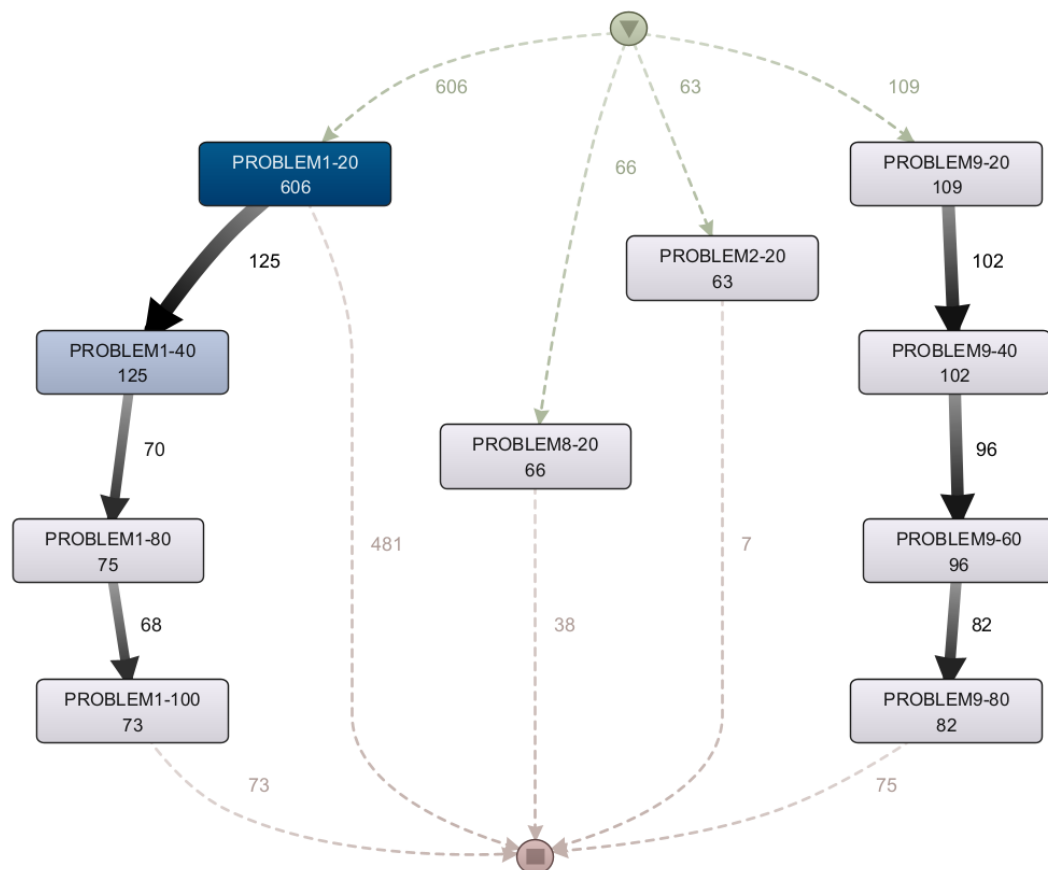 606
63
109
66
PROBLEM1-20
606
PROBLEM9-20
109
125
PROBLEM2-20
63
102
PROBLEM1-40
125
PROBLEM9-40
102
70
PROBLEM8-20
66
96
PROBLEM1-80
75
481
7
PROBLEM9-60
96
68
38
82
PROBLEM1-100
73
PROBLEM9-80
82
73
75